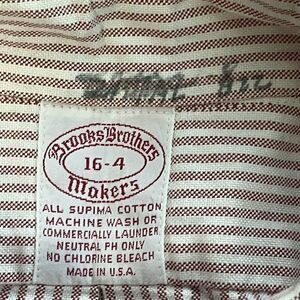 Brooks Brothers
16-4
Makers
ALL SUPIMA COTTON
MACHINE WASH OR
COMMERCIALLY LAUNDER
NEUTRAL PH ONLY
NO CHLORINE BLEACH
MADE IN U.S.A.